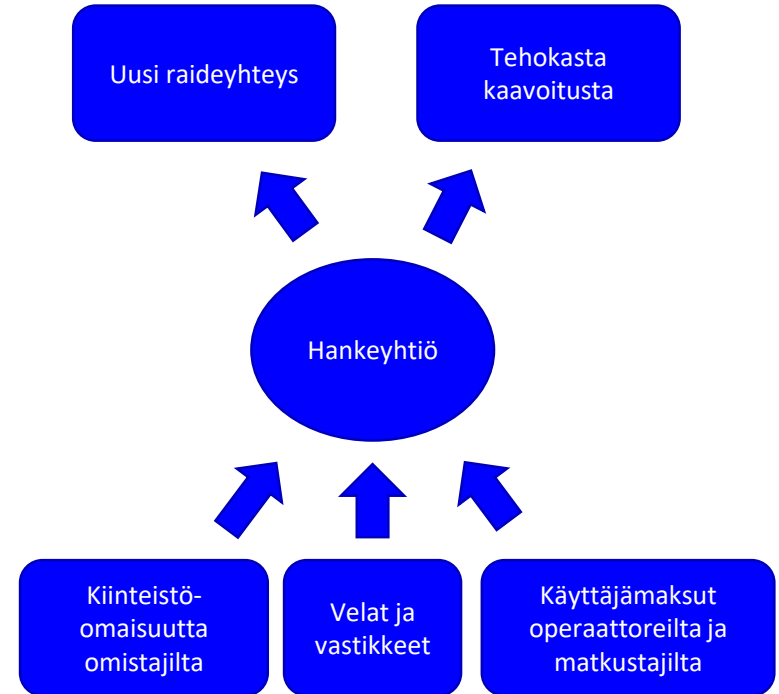 Uusi raideyhteys
Tehokasta
kaavoitusta
Hankeyhtiö
Kiinteistö-
omaisuutta
omistajilta
Velat ja
vastikkeet
Käyttäjämaksut
operaattoreilta ja
matkustajilta